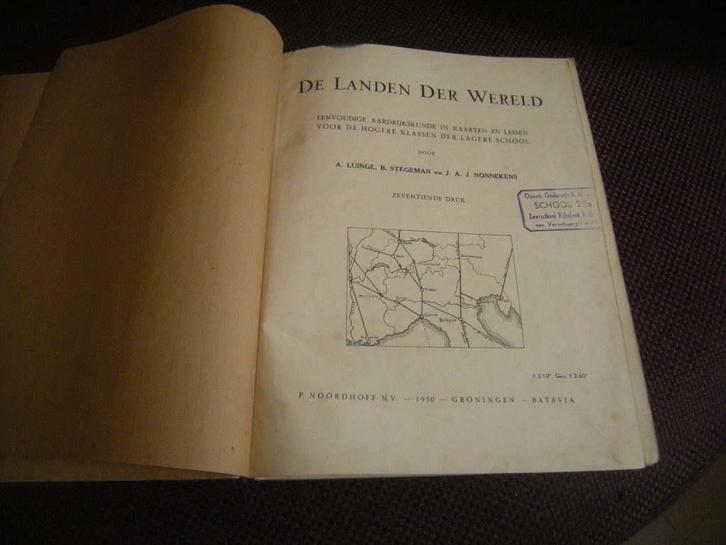 DE LANDEN DER WERELD
EENVOUDIGE AARDRIJKSKUNDE IN KAARTEN EN LESSEN
VOOR DE HOGERE KLASSEN DER LAGERE SCHOOL
DOOR
A. LUINGE, B. STEGEMAN EN J. A. J. NONNEKENS
ZEVENTIENDE DRUK
SCHOOL 20a
P. NOORDHOFF N.V. — 1950 — GRONINGEN — BATAVIA